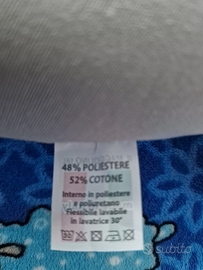 48% POLIESTERE
52% COTONE
Interno in poliestere
e poliuretano
Flessibile lavabile
in lavatrice 30°
subito